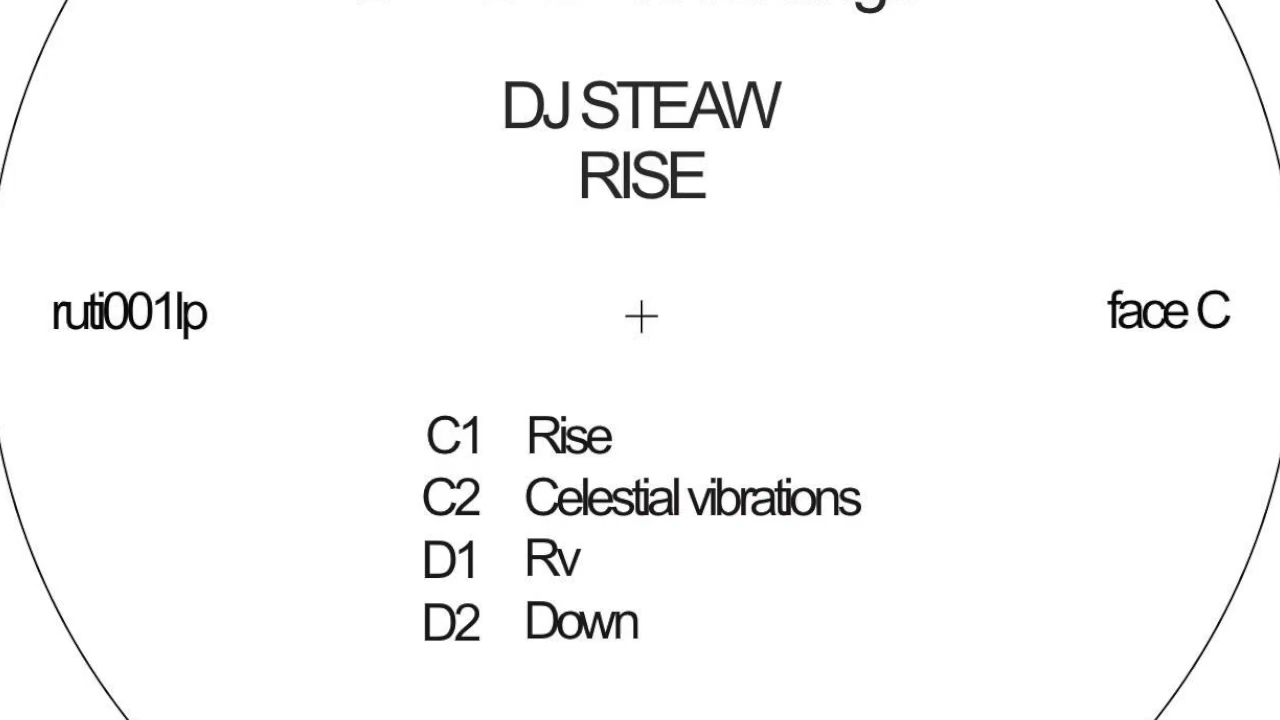 DJ STEAW
RISE
ruti001lp
face C
C1 Rise
C2 Celestial vibrations
D1 Rv
D2 Down